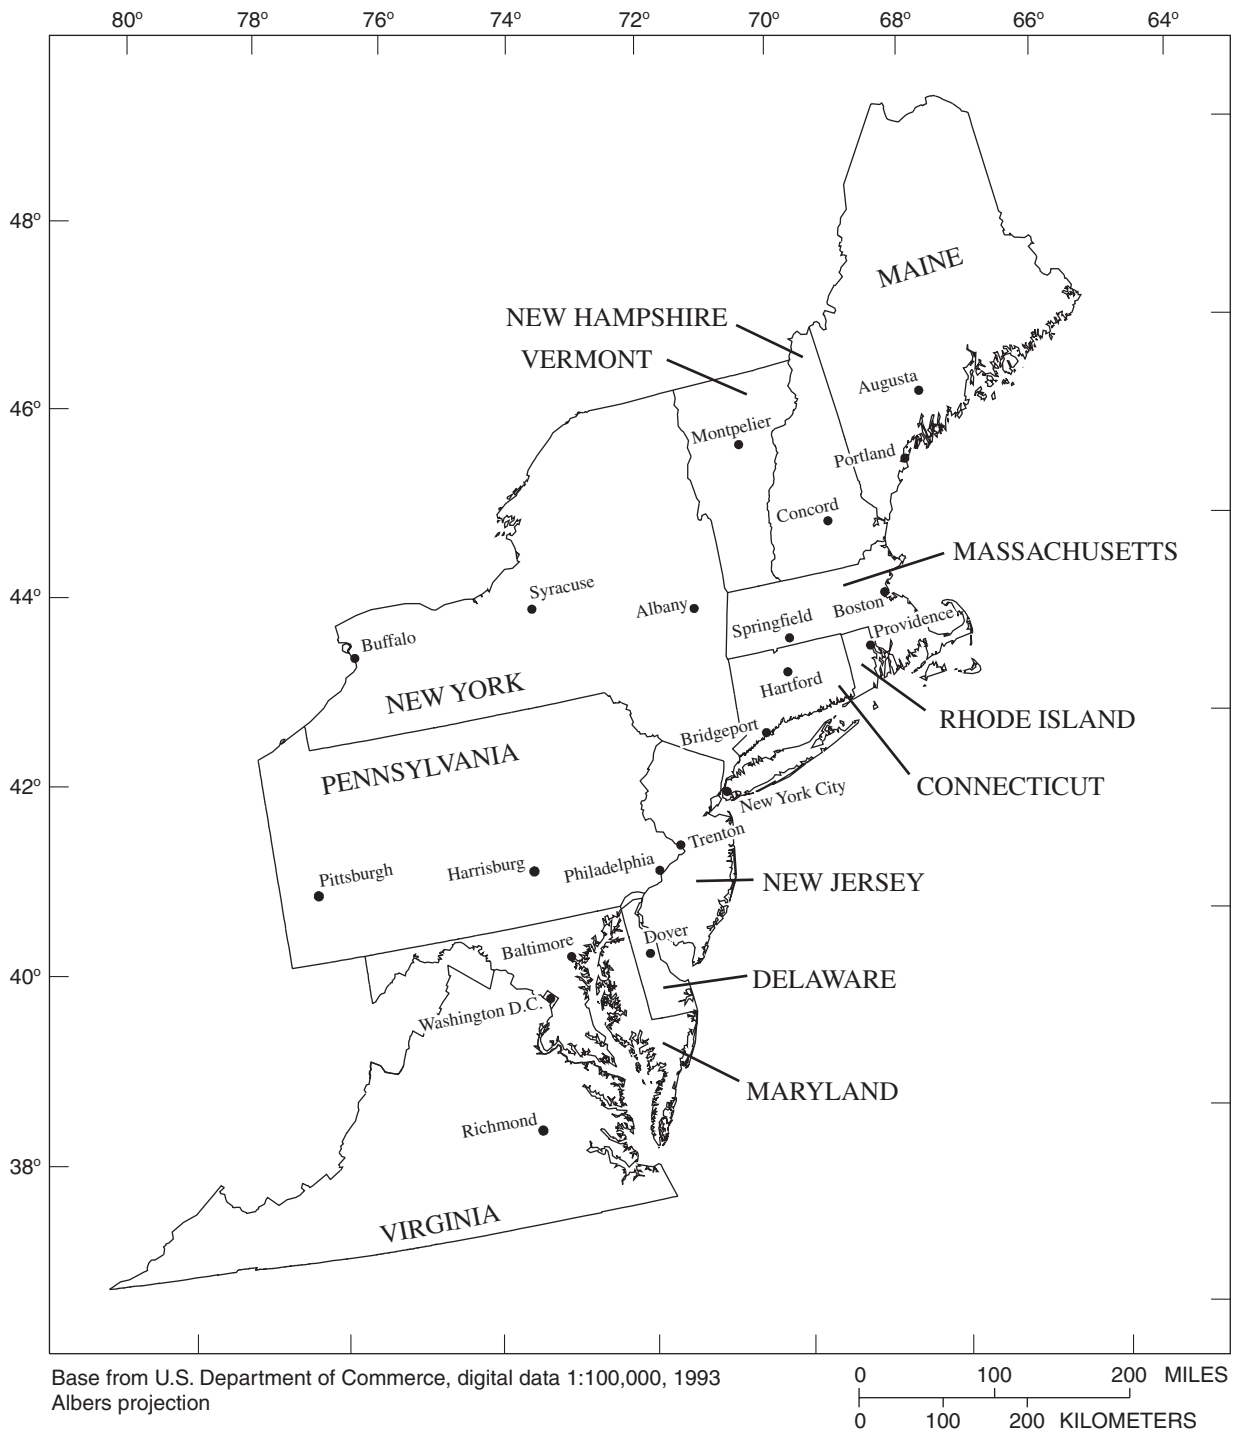 80º 78º 76º 74º 72º 70º 68º 66º 64º
48º
MAINE
NEW HAMPSHIRE
VERMONT
Augusta
46º
Montpelier
Portland
Concord
MASSACHUSETTS
Syracuse
44º
Albany
Boston
Springfield
Providence
Buffalo
Hartford
NEW YORK
RHODE ISLAND
Bridgeport
PENNSYLVANIA
CONNECTICUT
42º
New York City
Trenton
Pittsburgh
Harrisburg
Philadelphia
NEW JERSEY
Dover
Baltimore
40º
DELAWARE
Washington D.C.
MARYLAND
Richmond
38º
VIRGINIA
Base from U.S. Department of Commerce, digital data 1:100,000, 1993
Albers projection
0 100 200 MILES
0 100 200 KILOMETERS